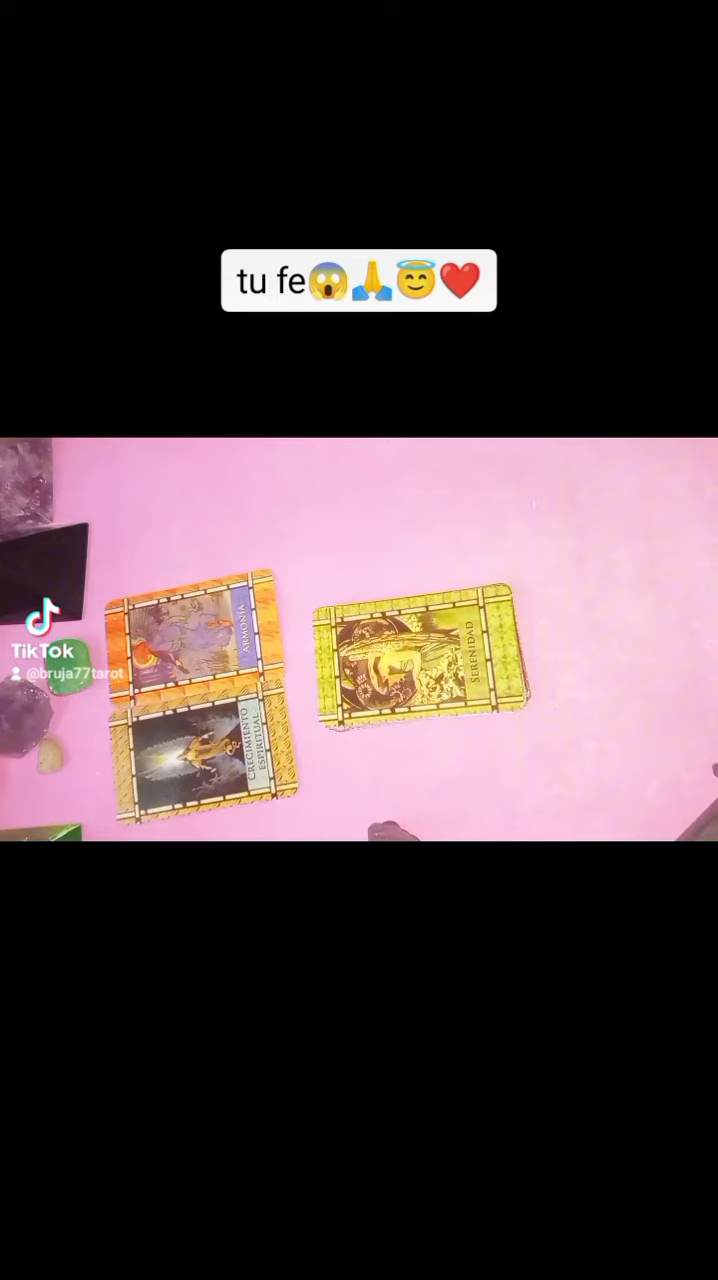 tu fe😱🙏😇❤️
TikTok
@bruja77tarot
ARMONÍA
CRECIMIENTO
ESPIRITUAL
SERENIDAD